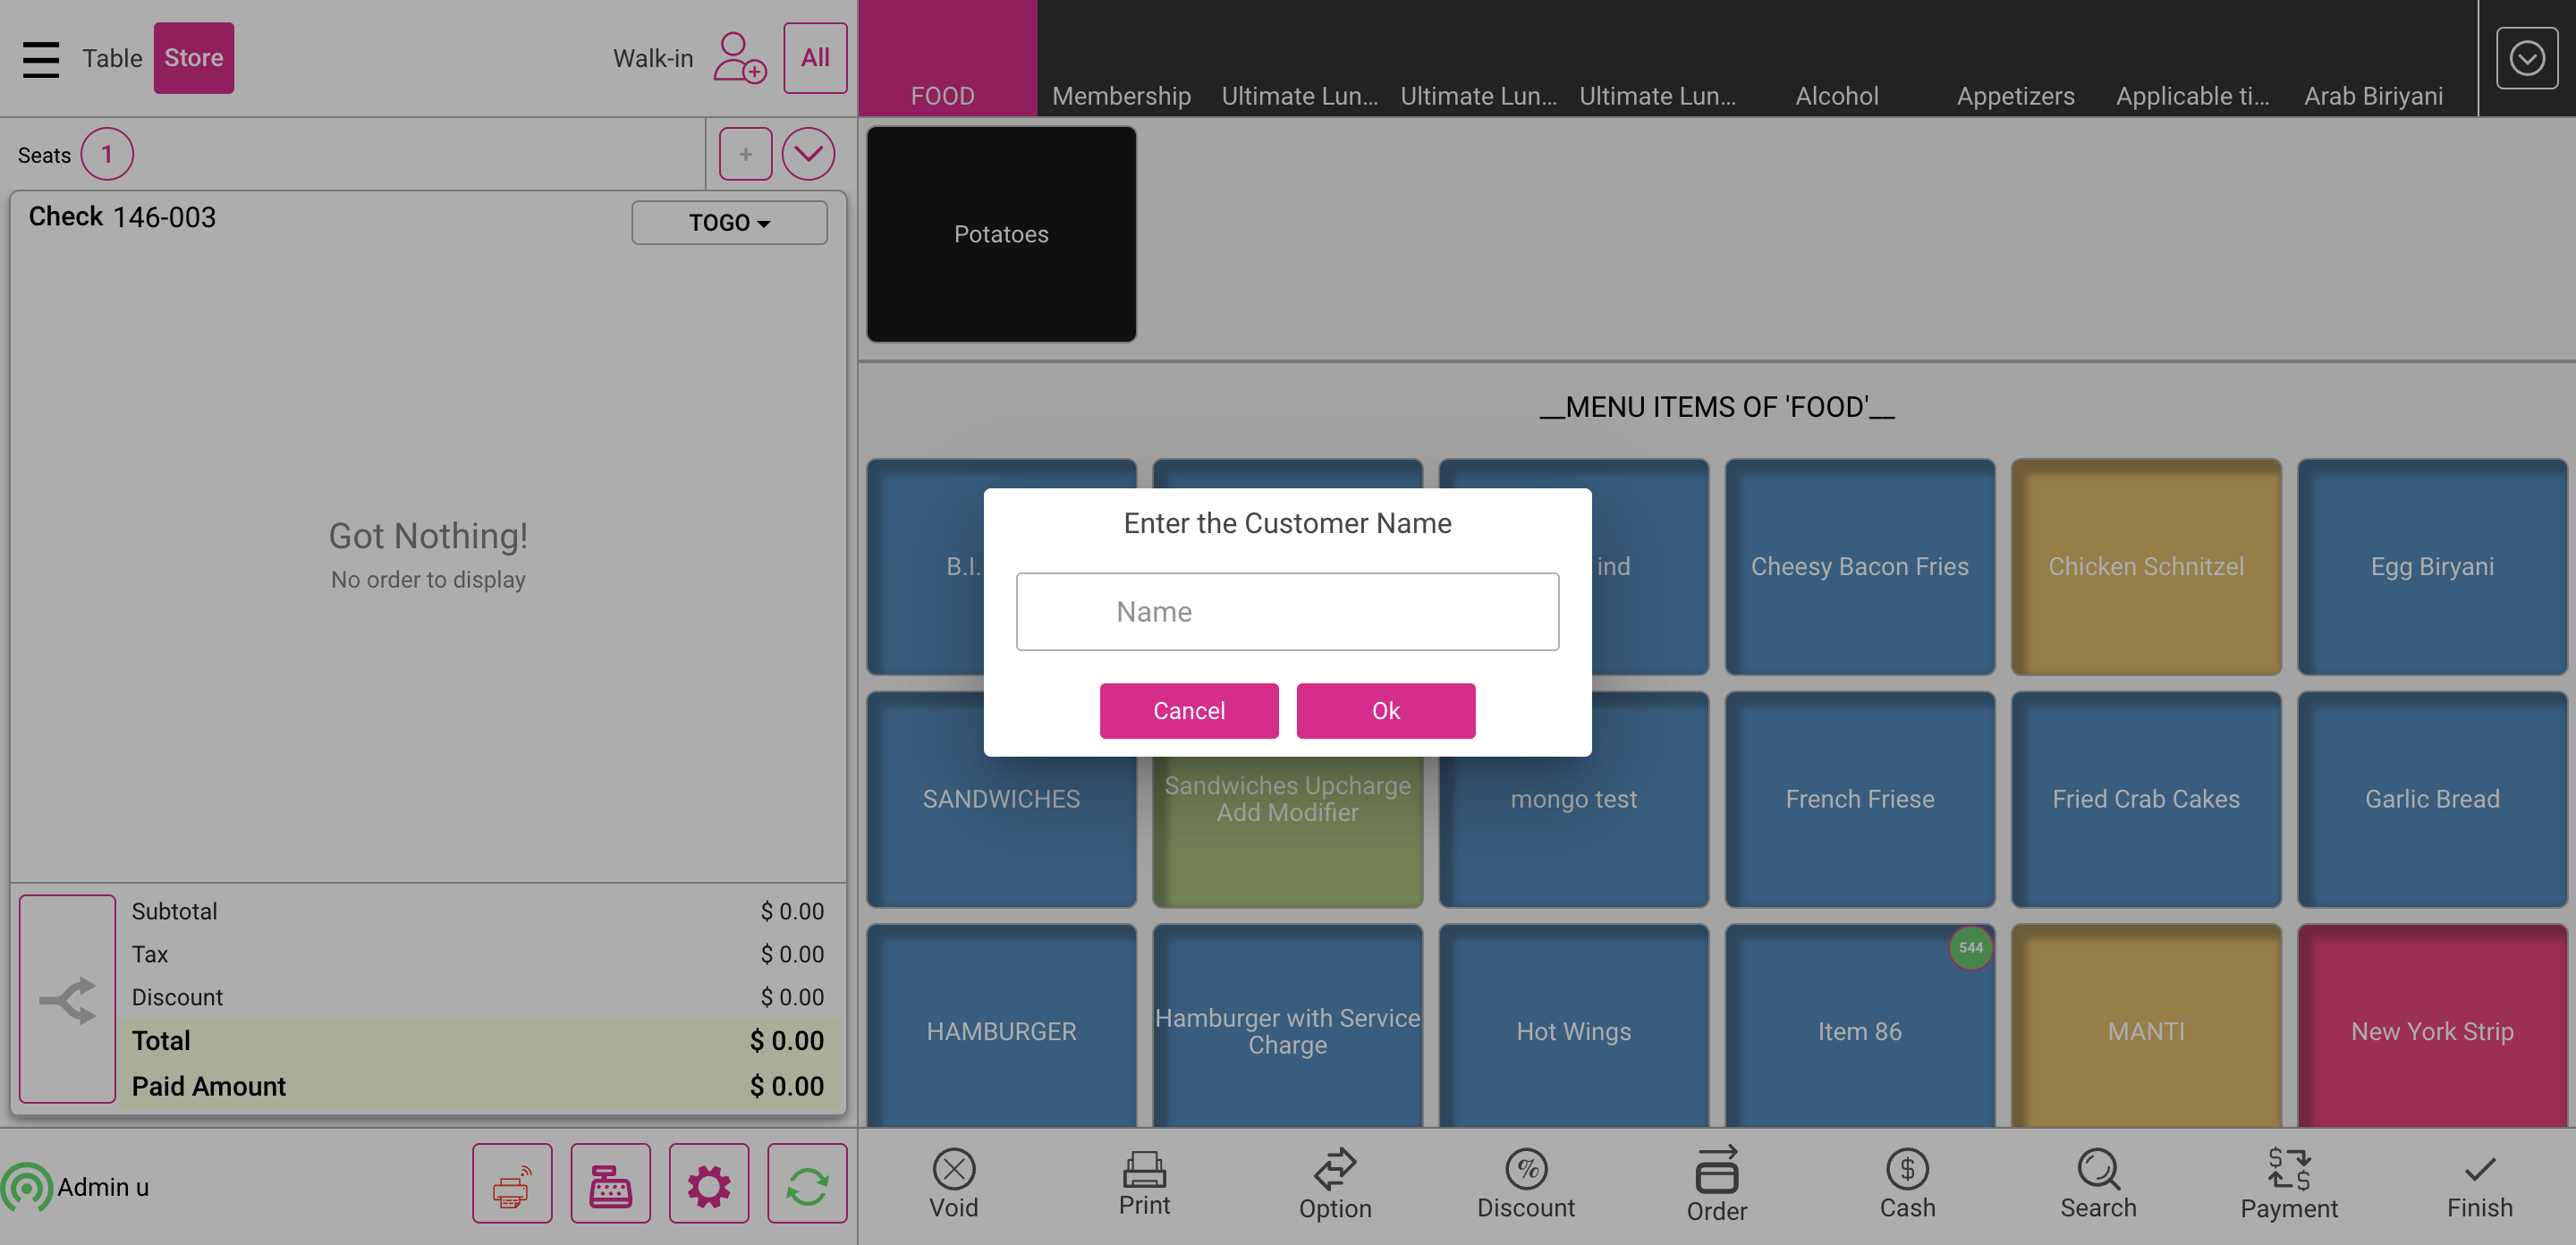 Table
Store
Walk-in
All
FOOD
Membership
Ultimate Lun...
Ultimate Lun...
Ultimate Lun...
Alcohol
Appetizers
Applicable ti...
Arab Biriyani
Seats
1
+
Check 146-003
TOGO
Got Nothing!
No order to display
Subtotal
$ 0.00
Tax
$ 0.00
Discount
$ 0.00
Total
$ 0.00
Paid Amount
$ 0.00
Admin u
Potatoes
__MENU ITEMS OF 'FOOD'__
B.I.
ind
Cheesy Bacon Fries
Chicken Schnitzel
Egg Biryani
Enter the Customer Name
Name
Cancel
Ok
SANDWICHES
Sandwiches Upcharge
Add Modifier
mongo test
French Friese
Fried Crab Cakes
Garlic Bread
HAMBURGER
Hamburger with Service
Charge
Hot Wings
544
Item 86
MANTI
New York Strip
Void
Print
Option
%
Discount
Order
$
Cash
Search
$
$
Payment
Finish